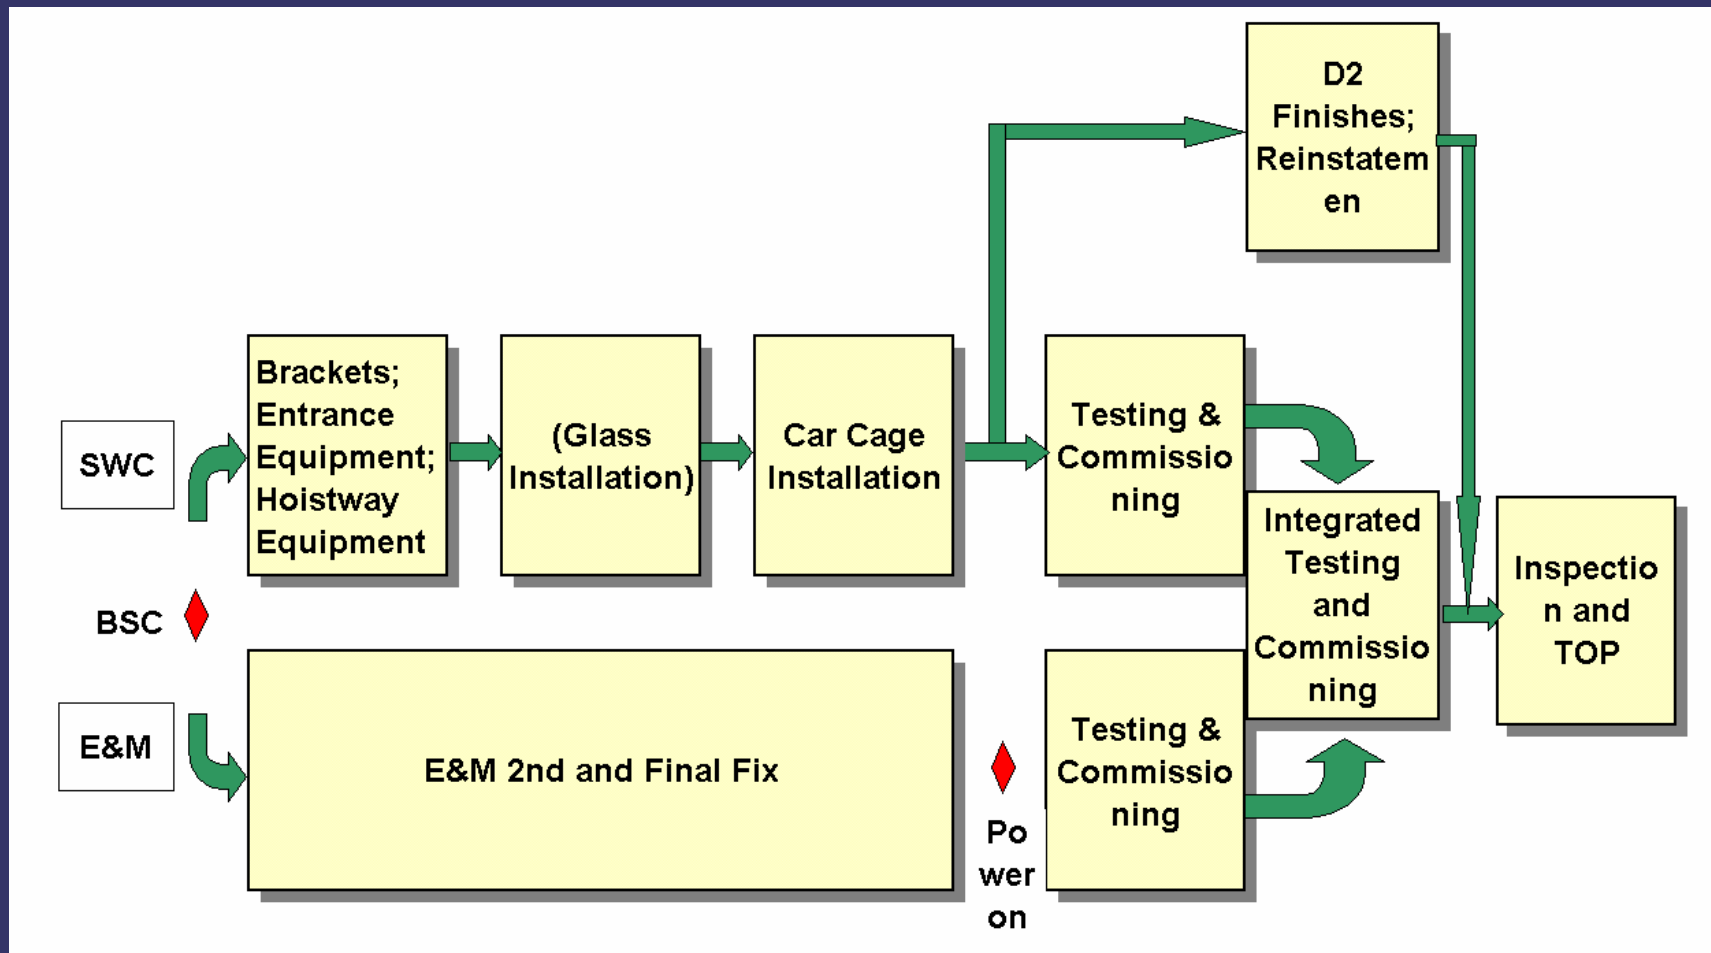 D2
Finishes;
Reinstatem
en
SWC
Brackets;
Entrance
Equipment;
Hoistway
Equipment
(Glass
Installation)
Car Cage
Installation
Testing &
Commissio
ning
Integrated
Testing
and
Commissio
ning
Inspectio
n and
TOP
BSC
E&M
E&M 2nd and Final Fix
Po
wer
on
Testing &
Commissio
ning